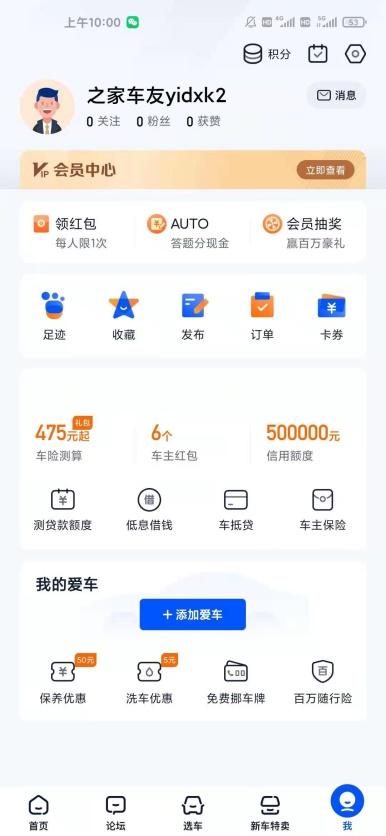 上午10:00
HD 4G 5G HD 53
积分
之家车友yidxk2
消息
0 关注 0 粉丝 0 获赞
VIP 会员中心 立即查看
领红包 AUTO 会员抽奖
每人限1次 答题分现金 赢百万豪礼
足迹 收藏 发布 订单 卡券
礼包
475元起 6个 500000元
车险测算 车主红包 信用额度
借
测贷款额度 低息借钱 车抵贷 车主保险
我的爱车
+ 添加爱车
50元 5元
百
保养优惠 洗车优惠 免费挪车牌 百万随行险
首页 论坛 选车 新车特卖 我